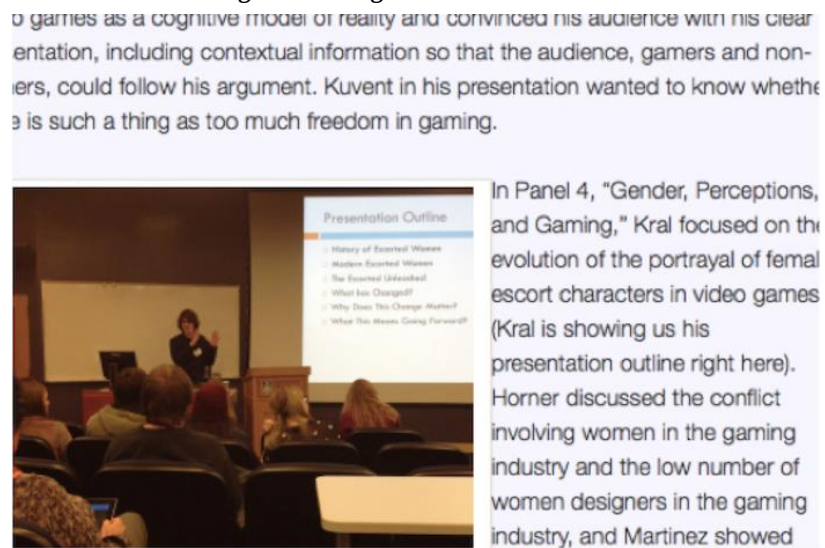 o games as a cognitive model of reality and convinced his audience with his clear
entation, including contextual information so that the audience, gamers and non-
ers, could follow his argument. Kuvent in his presentation wanted to know whethe
e is such a thing as too much freedom in gaming.
Presentation Outline
History of Escorted Women
Modern Escorted Women
The Escorted Unleashed
What has Changed?
Why Does This Change Matter?
What This Means Going Forward?
In Panel 4, "Gender, Perceptions,
and Gaming," Kral focused on the
evolution of the portrayal of femal
escort characters in video games
(Kral is showing us his
presentation outline right here).
Horner discussed the conflict
involving women in the gaming
industry and the low number of
women designers in the gaming
industry, and Martinez showed